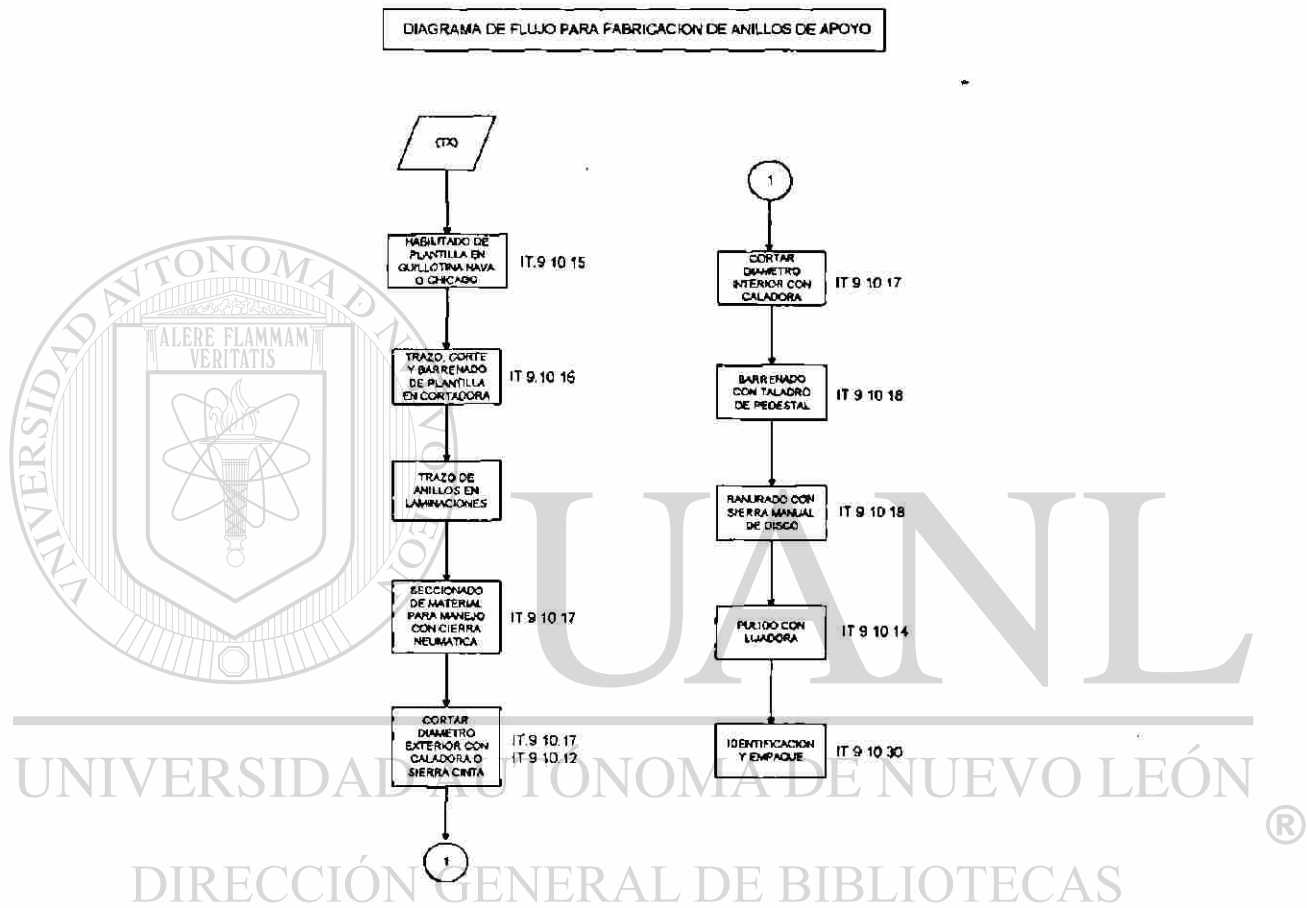 DIAGRAMA DE FLUJO PARA FABRICACION DE ANILLOS DE APOYO
(TX)
HABILITADO DE
PLANTILLA EN
GUILLOTINA NAVA
O CHICAGO
IT.9 10 15
TRAZO, CORTE
Y BARRENADO
DE PLANTILLA
EN CORTADORA
IT 9.10 16
TRAZO DE
ANILLOS EN
LAMINACIONES
SECCIONADO
DE MATERIAL
PARA MANEJO
CON CIERRA
NEUMATICA
IT 9 10 17
CORTAR
DIAMETRO
EXTERIOR CON
CALADORA O
SIERRA CINTA
IT.9 10.17
IT 9 10.12
1
1
CORTAR
DIAMETRO
INTERIOR CON
CALADORA
IT 9 10 17
BARRENADO
CON TALADRO
DE PEDESTAL
IT 9 10 18
RANURADO CON
SIERRA MANUAL
DE DISCO
IT 9 10 18
PULIDO CON
LIJADORA
IT 9 10 14
IDENTIFICACION
Y EMPAQUE
IT 9 10 30
UNIVERSIDAD AUTONOMA DE NUEVO LEON
ALERE FLAMMAM
VERITATIS
UANL
UNIVERSIDAD AUTÓNOMA DE NUEVO LEÓN
®
DIRECCIÓN GENERAL DE BIBLIOTECAS